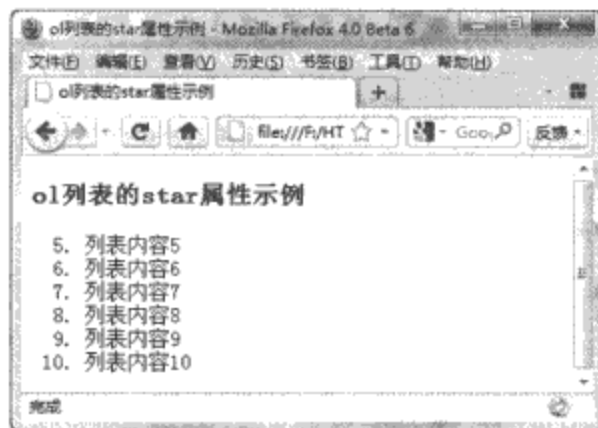 ol列表的star属性示例 - Mozilla Firefox 4.0 Beta 6
文件(F) 编辑(E) 查看(V) 历史(S) 书签(B) 工具(T) 帮助(H)
ol列表的star属性示例
file:///F:/HT Goo 反馈
ol列表的star属性示例
5. 列表内容5
6. 列表内容6
7. 列表内容7
8. 列表内容8
9. 列表内容9
10. 列表内容10
完成